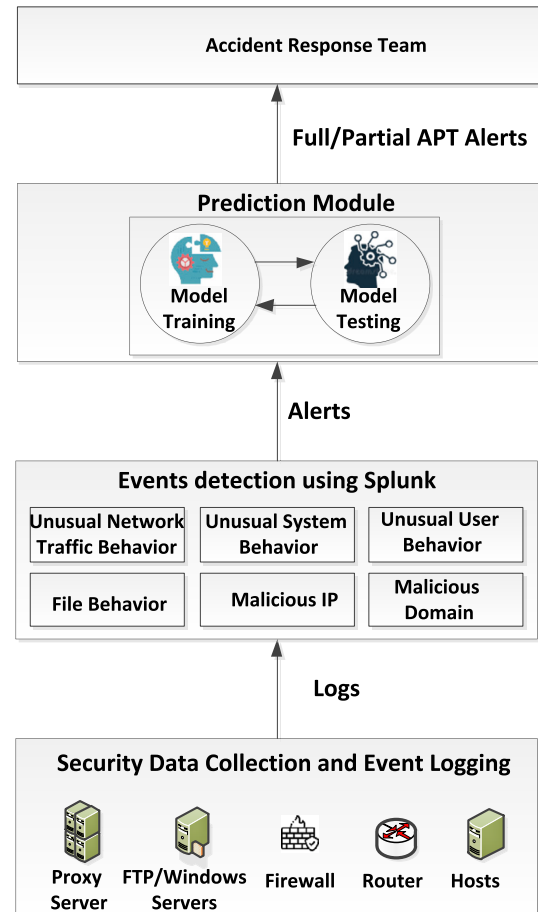 Accident Response Team
Full/Partial APT Alerts
Prediction Module
Model
Training
Model
Testing
Alerts
Events detection using Splunk
Unusual Network
Traffic Behavior
Unusual System
Behavior
Unusual User
Behavior
File Behavior
Malicious IP
Malicious
Domain
Logs
Security Data Collection and Event Logging
Proxy
Server
FTP/Windows
Servers
Firewall
Router
Hosts